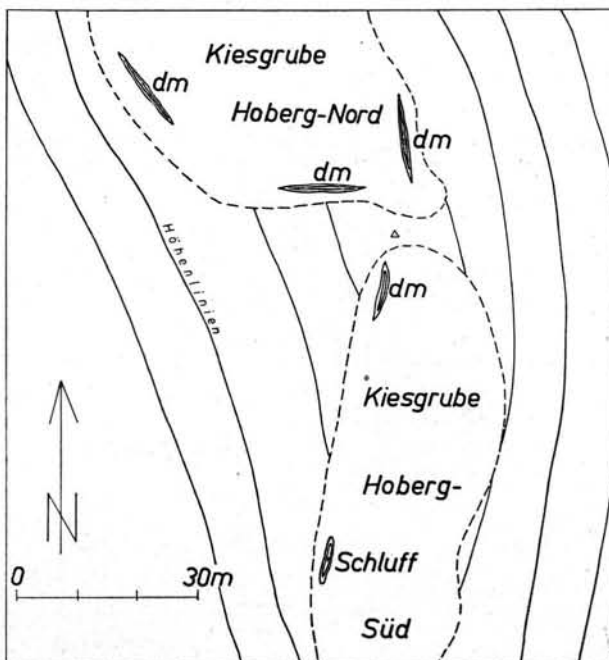 Kiesgrube
dm
Hoberg-Nord
dm
dm
Höhenlinien
dm
Kiesgrube
Hoberg-
N
0 30m
Schluff
Süd